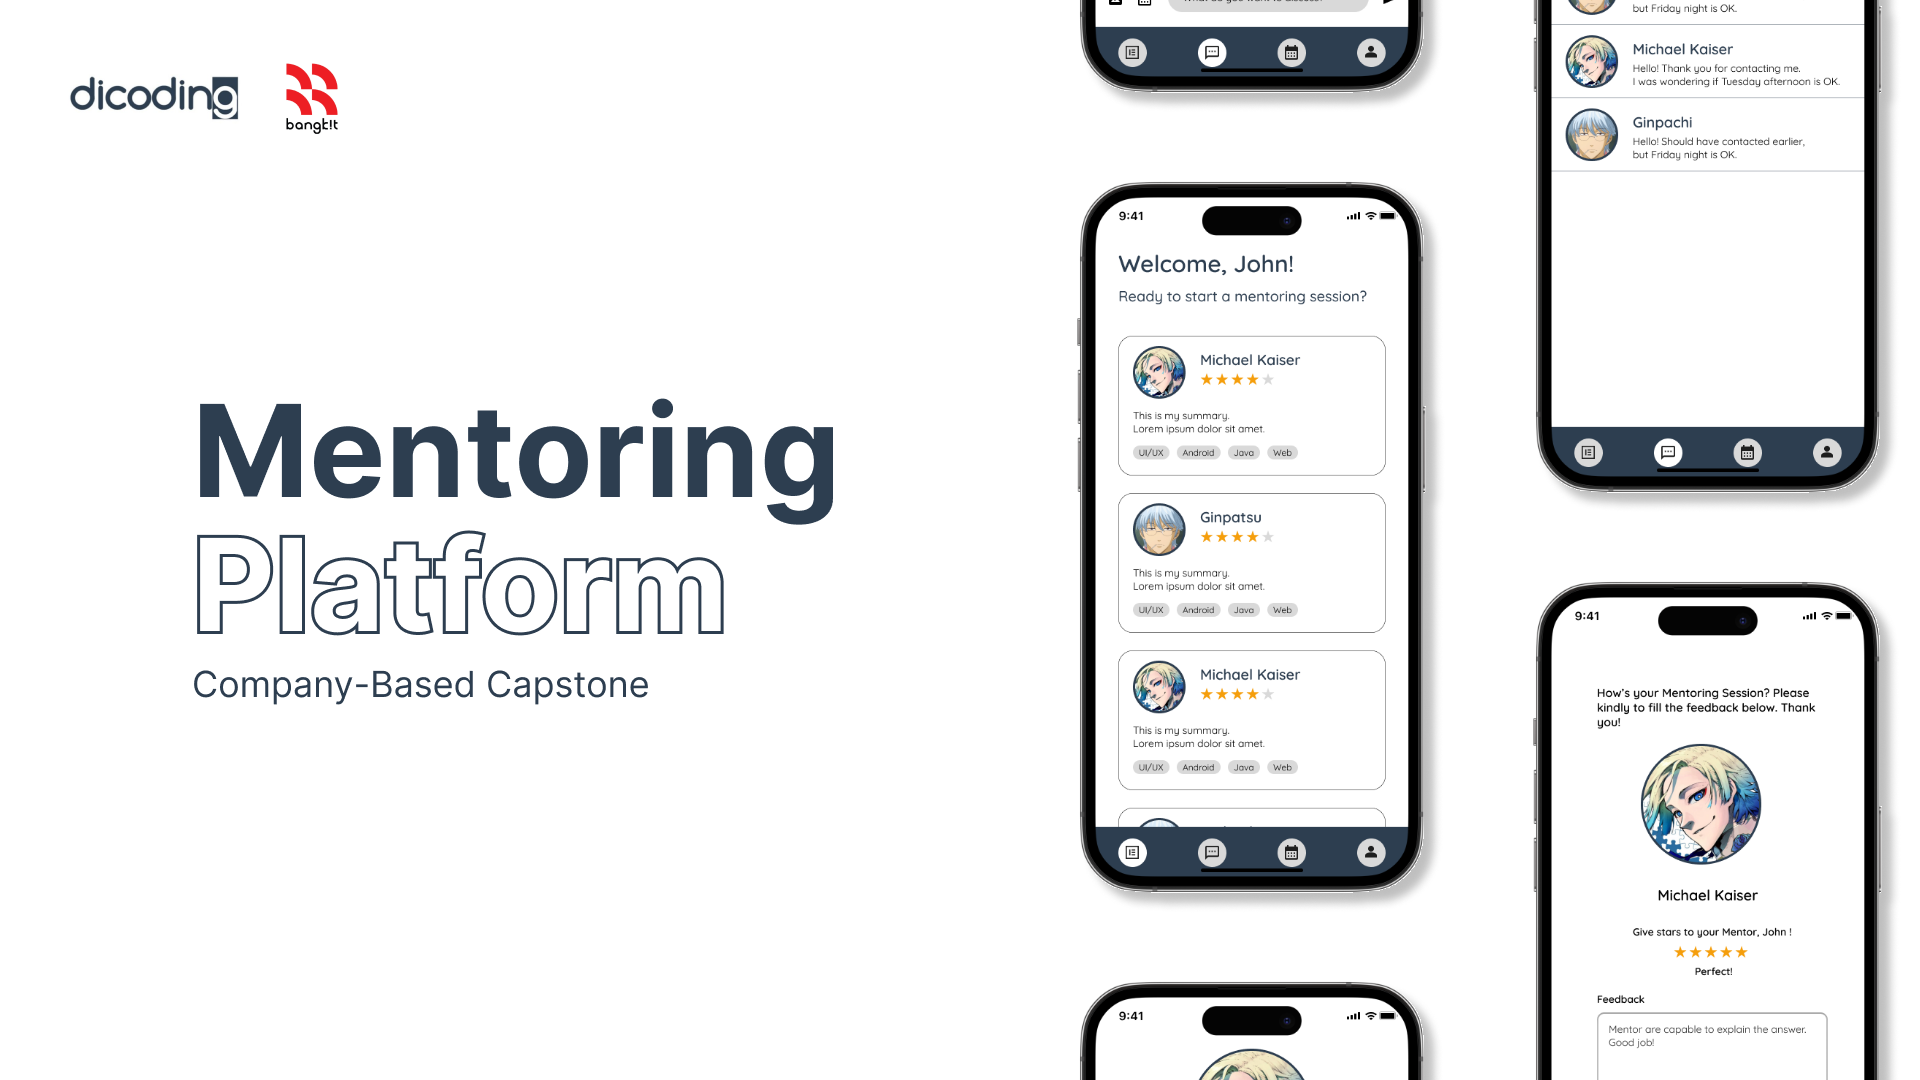 dicoding
bangk!t
Mentoring
Platform
Company-Based Capstone
9:41
Welcome, John!
Ready to start a mentoring session?
Michael Kaiser
This is my summary.
Lorem ipsum dolor sit amet.
UI/UX Android Java Web
Ginpatsu
This is my summary.
Lorem ipsum dolor sit amet.
UI/UX Android Java Web
Michael Kaiser
This is my summary.
Lorem ipsum dolor sit amet.
UI/UX Android Java Web
9:41
but Friday night is OK.
Michael Kaiser
Hello! Thank you for contacting me.
I was wondering if Tuesday afternoon is OK.
Ginpachi
Hello! Should have contacted earlier,
but Friday night is OK.
9:41
How's your Mentoring Session? Please
kindly to fill the feedback below. Thank
you!
Michael Kaiser
Give stars to your Mentor, John !
Perfect!
Feedback
Mentor are capable to explain the answer.
Good job!